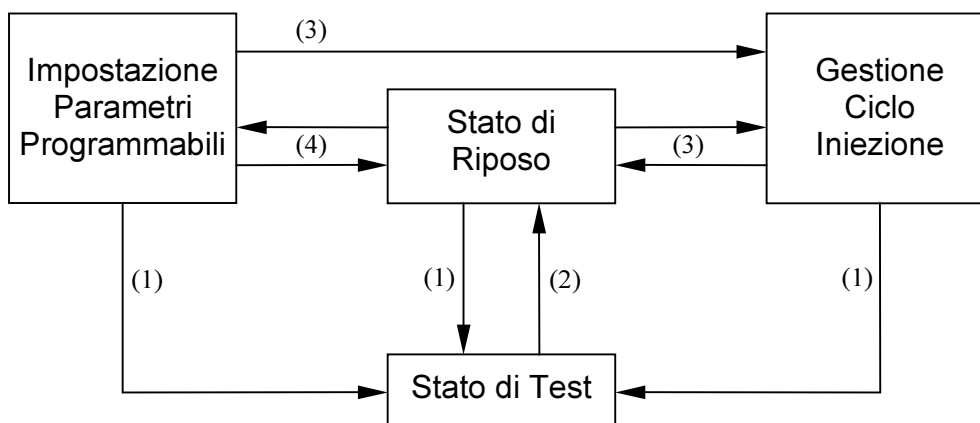 (3)
Impostazione
Parametri
Programmabili
Gestione
Ciclo
Iniezione
Stato di
Riposo
(4)
(3)
(1)
(1)
(2)
(1)
Stato di Test